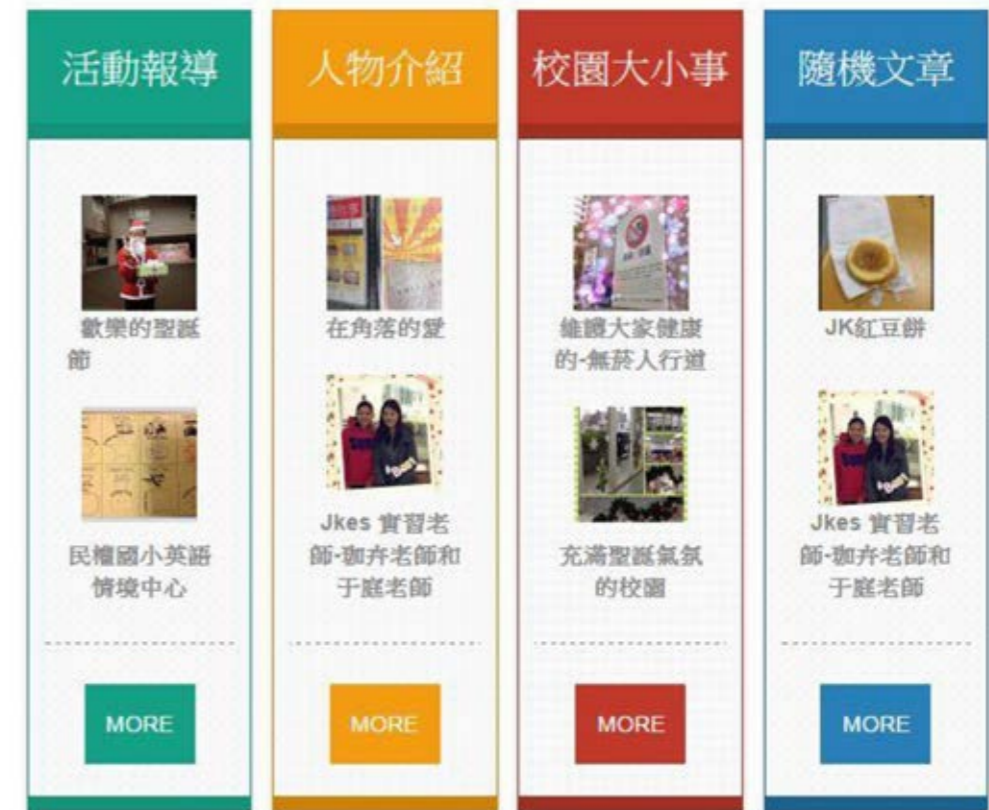 活動報導
歡樂的聖誕
節
民權國小英語
情境中心
MORE
人物介紹
在角落的愛
Jkes 實習老
師-珈卉老師和
于庭老師
MORE
校園大小事
維護大家健康
的-無菸人行道
充滿聖誕氣氛
的校園
MORE
隨機文章
JK紅豆餅
Jkes 實習老
師-珈卉老師和
于庭老師
MORE